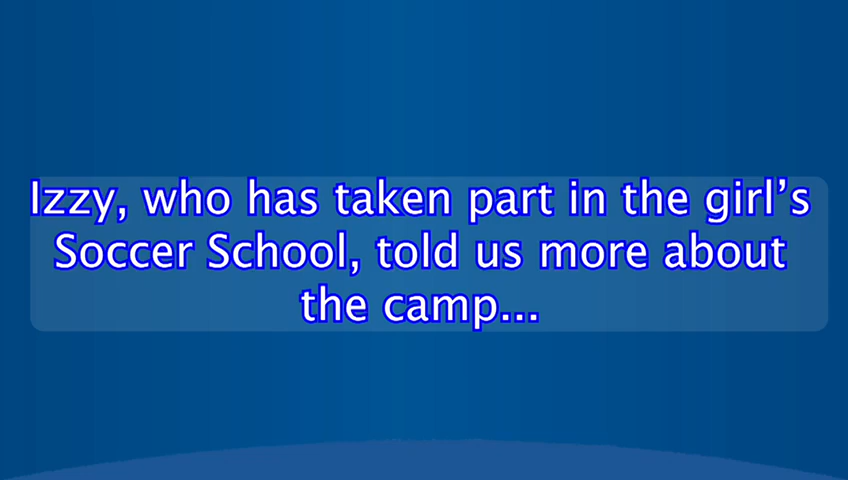 Izzy, who has taken part in the girl’s
Soccer School, told us more about
the camp...